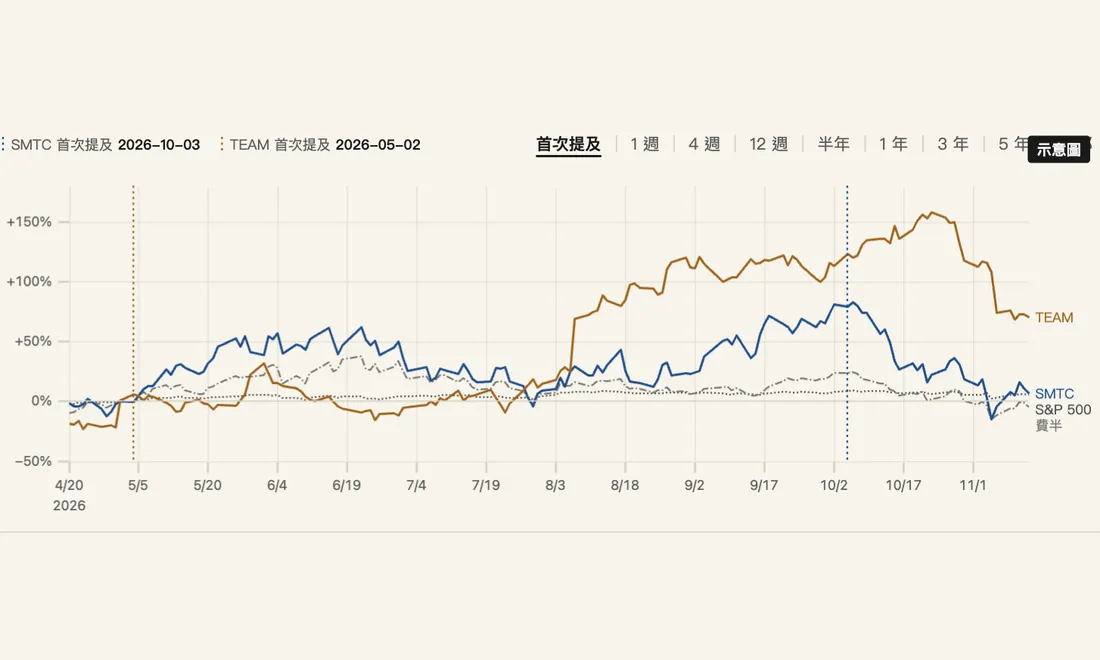 SMTC 首次提及 2026-10-03 TEAM 首次提及 2026-05-02
首次提及 1 週 4 週 12 週 半年 1 年 3 年 5 年
示意圖
+150%
+100%
+50%
0%
−50%
TEAM
SMTC
S&P 500
費半
4/20 5/5 5/20 6/4 6/19 7/4 7/19 8/3 8/18 9/2 9/17 10/2 10/17 11/1
2026